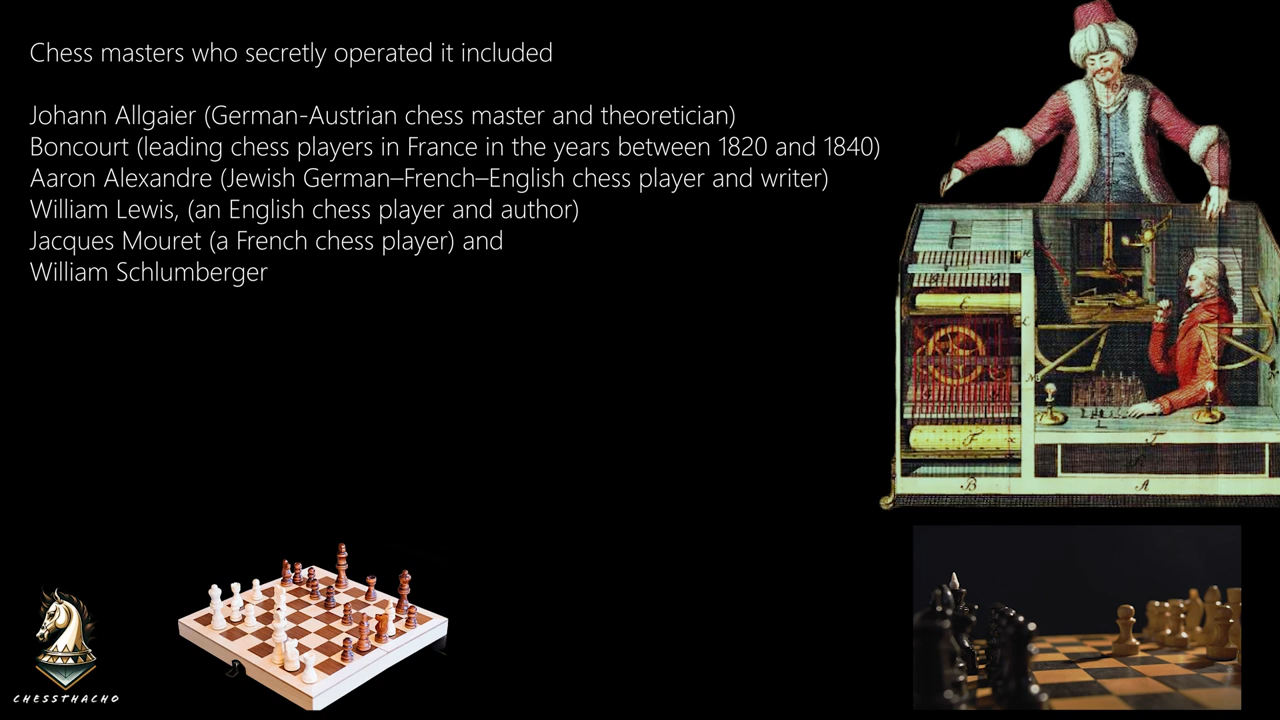 Chess masters who secretly operated it included
Johann Allgaier (German-Austrian chess master and theoretician)
Boncourt (leading chess players in France in the years between 1820 and 1840)
Aaron Alexandre (Jewish German–French–English chess player and writer)
William Lewis, (an English chess player and author)
Jacques Mouret (a French chess player) and
William Schlumberger
B
A
CHESSTHACHO